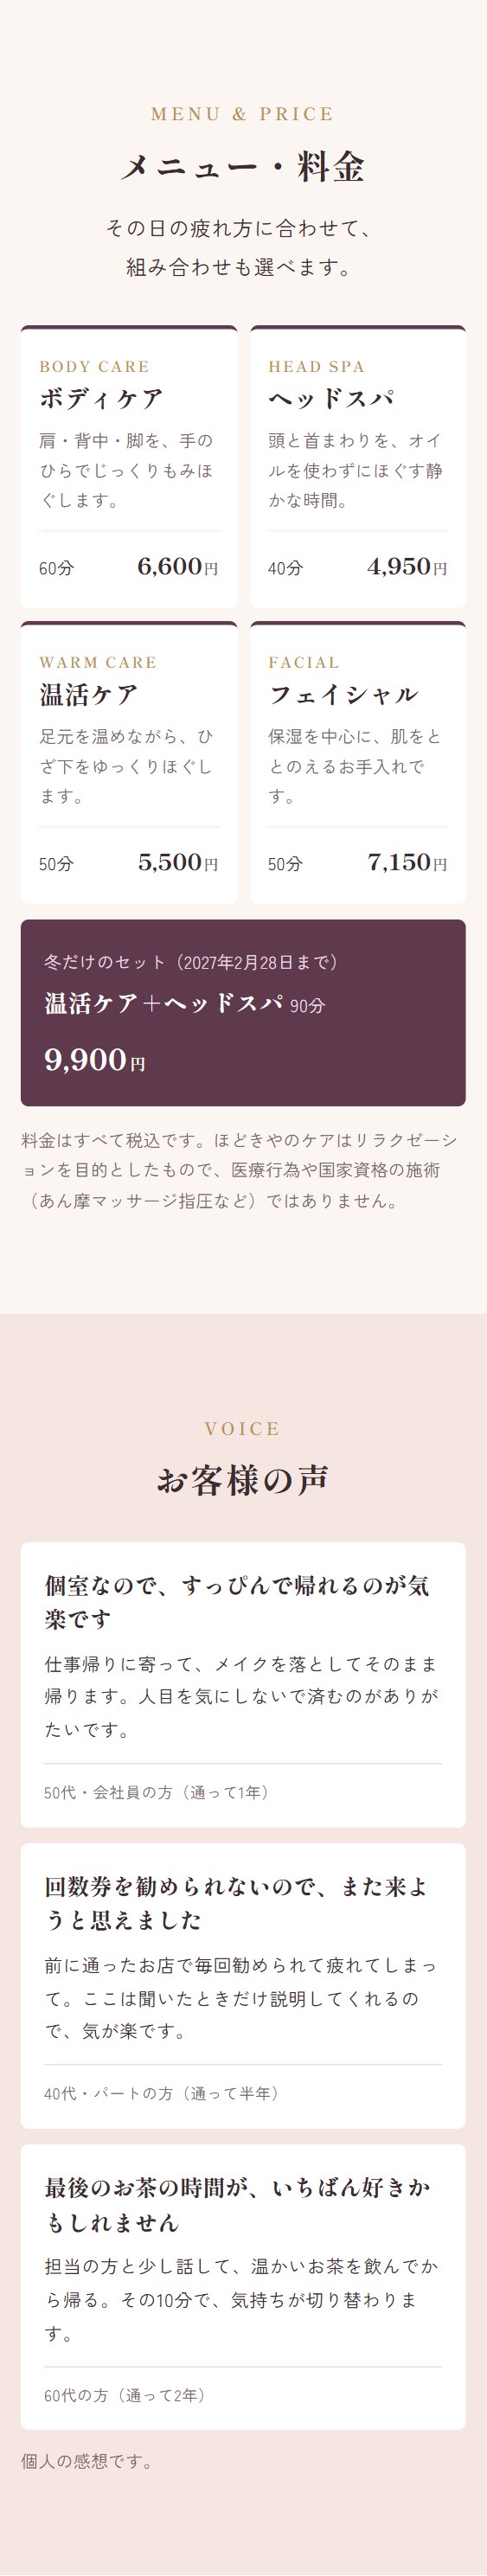 MENU & PRICE
メニュー・料金
その日の疲れ方に合わせて、
組み合わせも選べます。
BODY CARE
ボディケア
肩・背中・脚を、手の
ひらでじっくりもみほ
ぐします。
60分 6,600円
HEAD SPA
ヘッドスパ
頭と首まわりを、オイ
ルを使わずにほぐす静
かな時間。
40分 4,950円
WARM CARE
温活ケア
足元を温めながら、ひ
ざ下をゆっくりほぐし
ます。
50分 5,500円
FACIAL
フェイシャル
保湿を中心に、肌をと
とのえるお手入れで
す。
50分 7,150円
冬だけのセット（2027年2月28日まで）
温活ケア＋ヘッドスパ 90分
9,900円
料金はすべて税込です。ほどきやのケアはリラクゼーシ
ョンを目的としたもので、医療行為や国家資格の施術
（あん摩マッサージ指圧など）ではありません。
VOICE
お客様の声
個室なので、すっぴんで帰れるのが気
楽です
仕事帰りに寄って、メイクを落としてそのまま
帰ります。人目を気にしないで済むのがありが
たいです。
50代・会社員の方（通って1年）
回数券を勧められないので、また来よ
うと思えました
前に通ったお店で毎回勧められて疲れてしまっ
て。ここは聞いたときだけ説明してくれるの
で、気が楽です。
40代・パートの方（通って半年）
最後のお茶の時間が、いちばん好きか
もしれません
担当の方と少し話して、温かいお茶を飲んでか
ら帰る。その10分で、気持ちが切り替わりま
す。
60代の方（通って2年）
個人の感想です。